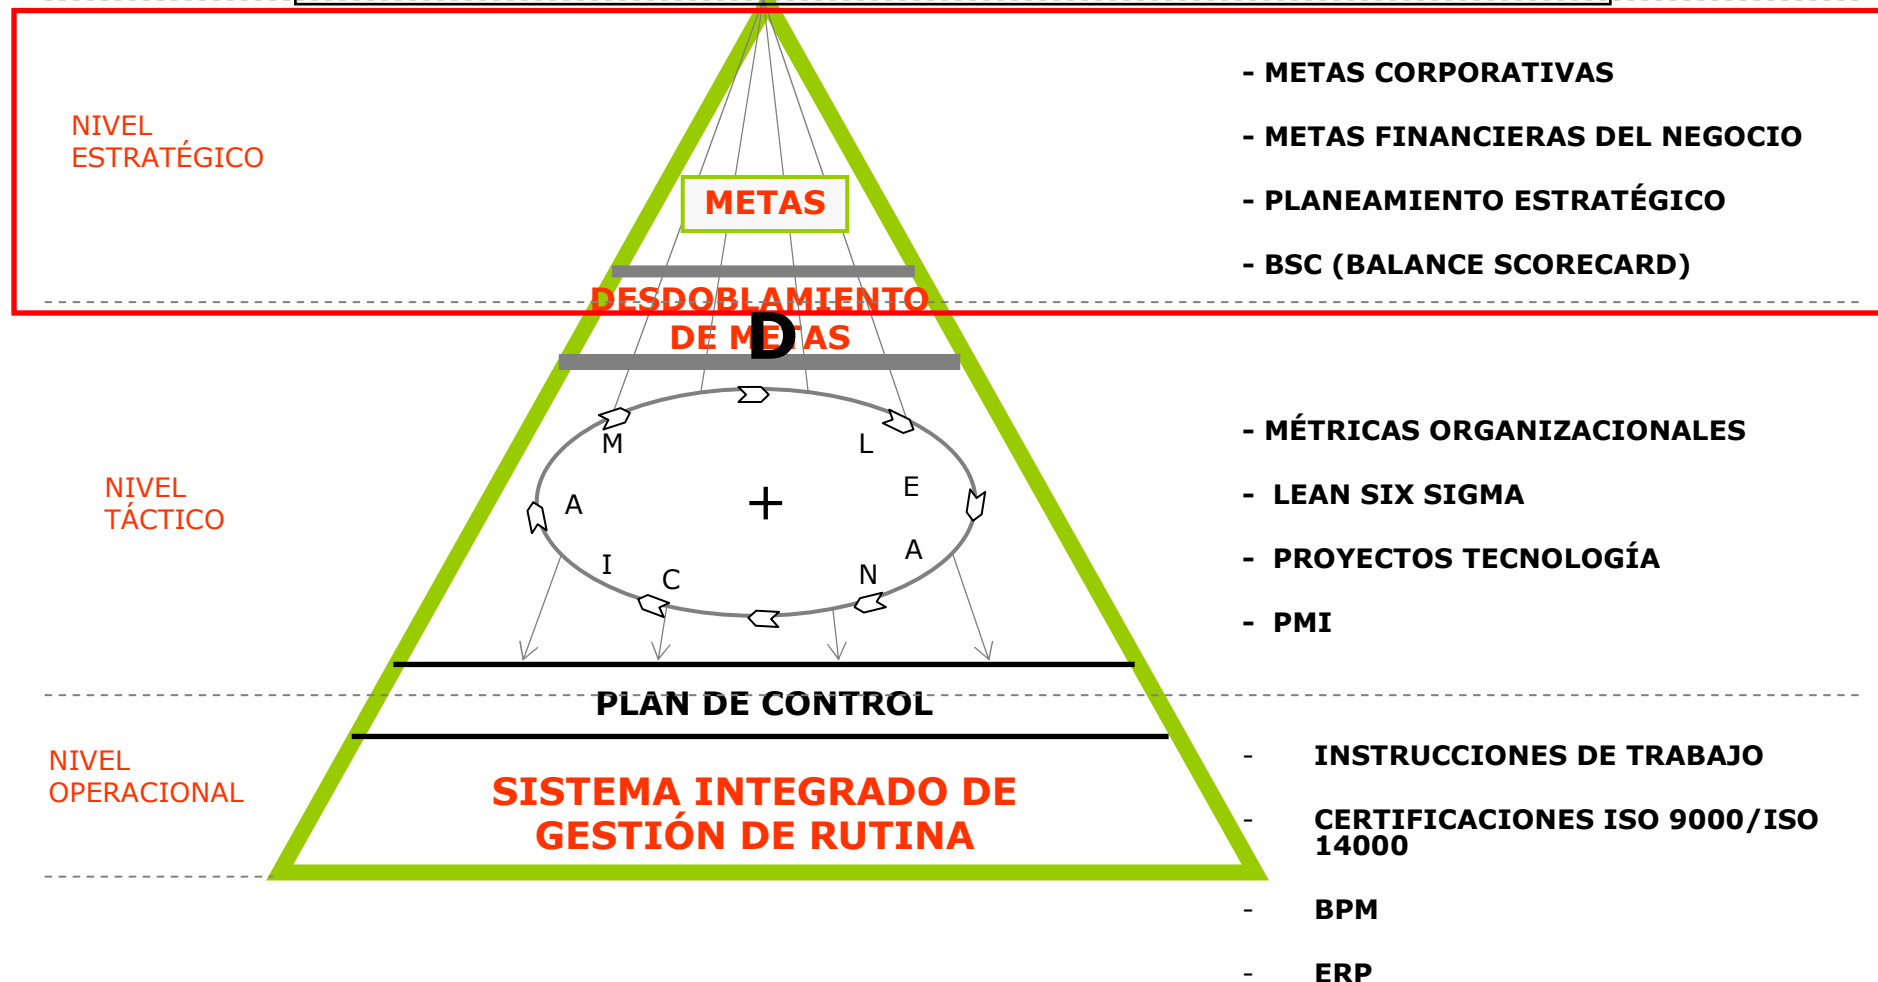 NIVEL
ESTRATÉGICO
METAS
- METAS CORPORATIVAS
- METAS FINANCIERAS DEL NEGOCIO
- PLANEAMIENTO ESTRATÉGICO
- BSC (BALANCE SCORECARD)
DESDOBLAMIENTO
DE METAS
D
NIVEL
TÁCTICO
M
L
A
E
+
I
A
C
N
- MÉTRICAS ORGANIZACIONALES
- LEAN SIX SIGMA
- PROYECTOS TECNOLOGÍA
- PMI
PLAN DE CONTROL
NIVEL
OPERACIONAL
SISTEMA INTEGRADO DE
GESTIÓN DE RUTINA
- INSTRUCCIONES DE TRABAJO
- CERTIFICACIONES ISO 9000/ISO
14000
- BPM
- ERP